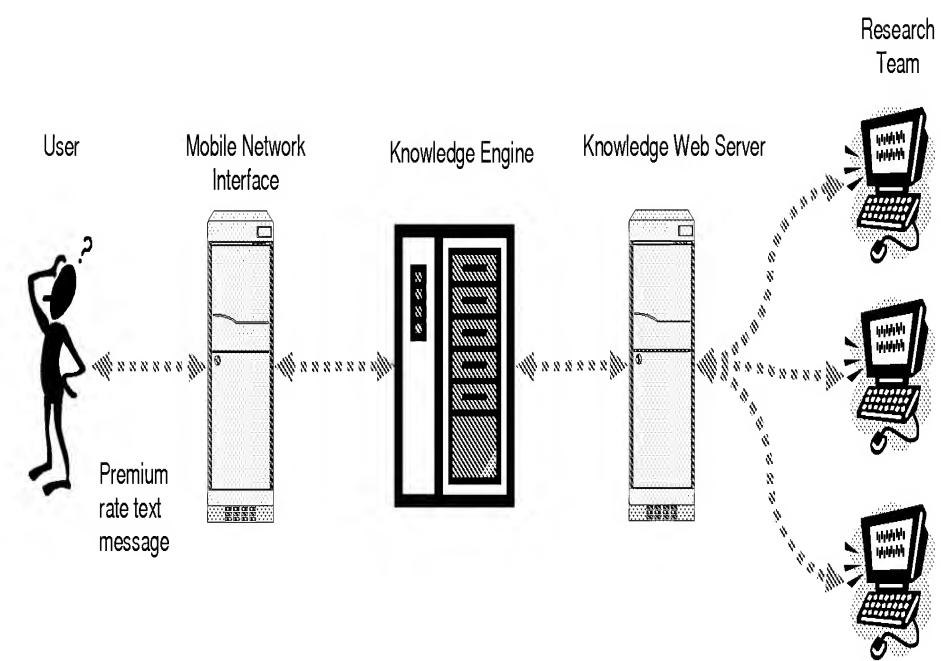 Research
Team
User
Mobile Network
Interface
Knowledge Engine
Knowledge Web Server
?
Premium
rate text
message